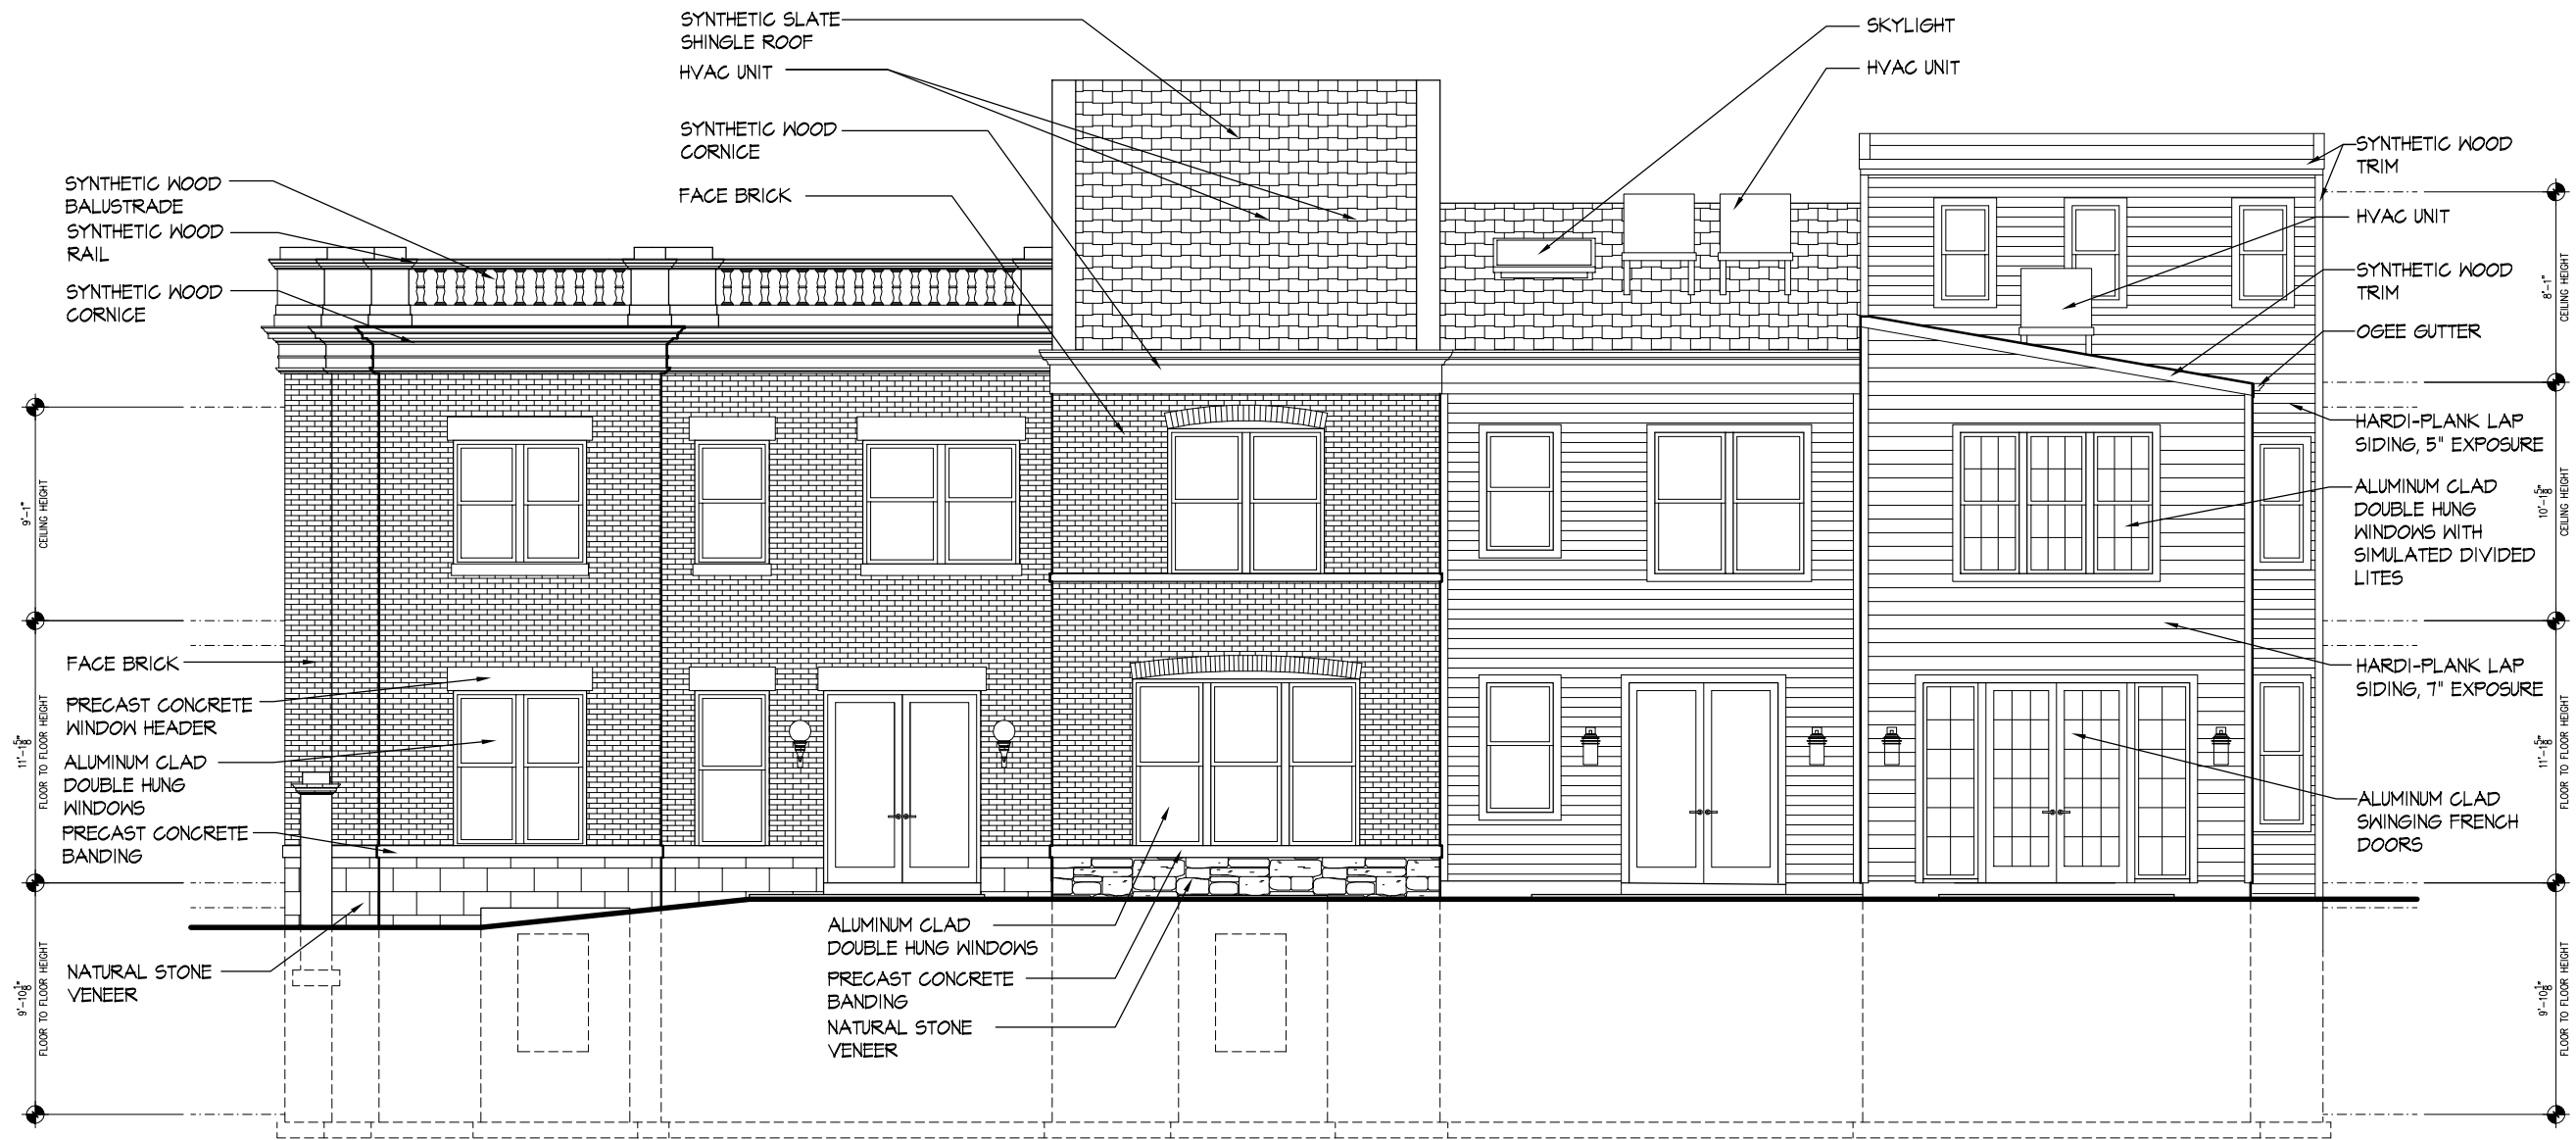 SYNTHETIC SLATE
SHINGLE ROOF
HVAC UNIT
SYNTHETIC WOOD
CORNICE
FACE BRICK
SKYLIGHT
HVAC UNIT
SYNTHETIC WOOD
BALUSTRADE
SYNTHETIC WOOD
RAIL
SYNTHETIC WOOD
CORNICE
9'-1"
CEILING HEIGHT
FACE BRICK
PRECAST CONCRETE
WINDOW HEADER
ALUMINUM CLAD
DOUBLE HUNG
WINDOWS
PRECAST CONCRETE
BANDING
11'-1 5/8"
FLOOR TO FLOOR HEIGHT
NATURAL STONE
VENEER
9'-10 1/8"
FLOOR TO FLOOR HEIGHT
ALUMINUM CLAD
DOUBLE HUNG WINDOWS
PRECAST CONCRETE
BANDING
NATURAL STONE
VENEER
SYNTHETIC WOOD
TRIM
HVAC UNIT
SYNTHETIC WOOD
TRIM
OGEE GUTTER
HARDI-PLANK LAP
SIDING, 5" EXPOSURE
ALUMINUM CLAD
DOUBLE HUNG
WINDOWS WITH
SIMULATED DIVIDED
LITES
HARDI-PLANK LAP
SIDING, 7" EXPOSURE
ALUMINUM CLAD
SWINGING FRENCH
DOORS
8'-1"
CEILING HEIGHT
10'-1 5/8"
CEILING HEIGHT
11'-1 5/8"
FLOOR TO FLOOR HEIGHT
9'-10 1/8"
FLOOR TO FLOOR HEIGHT